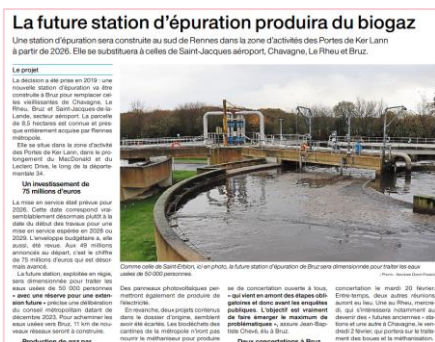 La future station d'épuration produira du biogaz
Une station d'épuration sera construite au sud de Rennes dans la zone d'activités des Portes de Ker Lann
à partir de 2026. Elle se substituera à celles de Saint-Jacques aéroport, Chavagne, Le Rheu et Bruz.
Le projet
La décision a été prise en 2019 : une
nouvelle station d'épuration va être
construite à Bruz pour remplacer cel-
les vieillissantes de Chavagne, Le
Rheu, Bruz et Saint-Jacques-de-la-
Lande, secteur aéroport. La parcelle
de 8,5 hectares est connue et pres-
que entièrement acquise par Rennes
métropole.
Elle se situe dans la zone d'activité
des Portes de Ker Lann, dans le pro-
longement du MacDonald et du
Leclerc Drive, le long de la départe-
mentale 34.
Un investissement de
75 millions d'euros
La mise en service était prévue pour
2026. Cette date correspond vrai-
semblablement désormais plutôt à la
date du début des travaux pour une
mise en service espérée en 2028 ou
2029. L'enveloppe budgétaire a, elle
aussi, été revue. Aux 49 millions
annoncés au départ, c'est le chiffre
de 75 millions d'euros qui est désor-
mais avancé.
La future station, exploitée en régie,
sera dimensionnée pour traiter les
eaux usées de 50 000 personnes
« avec une réserve pour une exten-
sion future » précise une délibération
du conseil métropolitain datant de
décembre 2023. Pour acheminer les
eaux usées vers Bruz, 11 km de nou-
veaux réseaux seront à construire.
Production de gaz par
Comme celle de Saint-Erblon, ici en photo, la future station d'épuration de Bruz sera dimensionnée pour traiter les eaux
usées de 50 000 personnes.
Des panneaux photovoltaïques per-
mettront également de produire de
l'électricité.
En revanche, deux projets contenus
dans le dossier d'origine, semblent
avoir été écartés. Les biodéchets des
cantines de la métropole n'iront pas
nourrir le méthaniseur pour produire
se de concertation ouverte à tous,
« qui vient en amont des étapes obli-
gatoires et donc avant les enquêtes
publiques. L'objectif est vraiment
de faire émerger le maximum de
problématiques », assure Jean-Bap-
tiste Chevé, élu à Bruz.
Deux concertations à Bruz
concertation le mardi 20 février.
Entre-temps, deux autres réunions
auront eu lieu. Une au Rheu, mercre-
di, qui s'intéressera notamment au
devenir des « futures anciennes » sta-
tions et une autre à Chavagne, le ven-
dredi 2 février, qui portera sur le traite-
ment des boues et la méthanisation.